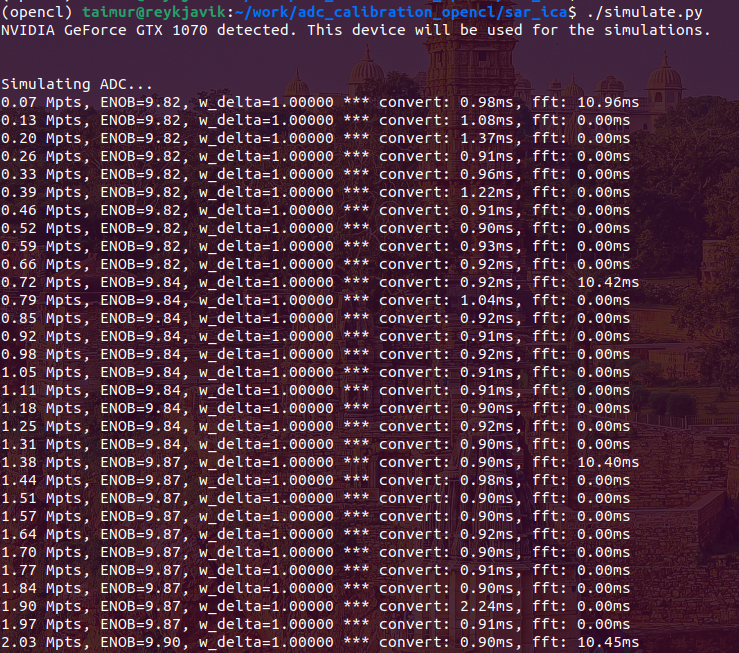 (opencl) taimur@reykjavik:~/work/adc_calibration_opencl/sar_ica$ ./simulate.py
NVIDIA GeForce GTX 1070 detected. This device will be used for the simulations.
Simulating ADC...
0.07 Mpts, ENOB=9.82, w_delta=1.00000 *** convert: 0.98ms, fft: 10.96ms
0.13 Mpts, ENOB=9.82, w_delta=1.00000 *** convert: 1.08ms, fft: 0.00ms
0.20 Mpts, ENOB=9.82, w_delta=1.00000 *** convert: 1.37ms, fft: 0.00ms
0.26 Mpts, ENOB=9.82, w_delta=1.00000 *** convert: 0.91ms, fft: 0.00ms
0.33 Mpts, ENOB=9.82, w_delta=1.00000 *** convert: 0.96ms, fft: 0.00ms
0.39 Mpts, ENOB=9.82, w_delta=1.00000 *** convert: 1.22ms, fft: 0.00ms
0.46 Mpts, ENOB=9.82, w_delta=1.00000 *** convert: 0.91ms, fft: 0.00ms
0.52 Mpts, ENOB=9.82, w_delta=1.00000 *** convert: 0.90ms, fft: 0.00ms
0.59 Mpts, ENOB=9.82, w_delta=1.00000 *** convert: 0.93ms, fft: 0.00ms
0.66 Mpts, ENOB=9.82, w_delta=1.00000 *** convert: 0.92ms, fft: 0.00ms
0.72 Mpts, ENOB=9.84, w_delta=1.00000 *** convert: 0.92ms, fft: 10.42ms
0.79 Mpts, ENOB=9.84, w_delta=1.00000 *** convert: 1.04ms, fft: 0.00ms
0.85 Mpts, ENOB=9.84, w_delta=1.00000 *** convert: 0.92ms, fft: 0.00ms
0.92 Mpts, ENOB=9.84, w_delta=1.00000 *** convert: 0.91ms, fft: 0.00ms
0.98 Mpts, ENOB=9.84, w_delta=1.00000 *** convert: 0.92ms, fft: 0.00ms
1.05 Mpts, ENOB=9.84, w_delta=1.00000 *** convert: 0.91ms, fft: 0.00ms
1.11 Mpts, ENOB=9.84, w_delta=1.00000 *** convert: 0.91ms, fft: 0.00ms
1.18 Mpts, ENOB=9.84, w_delta=1.00000 *** convert: 0.90ms, fft: 0.00ms
1.25 Mpts, ENOB=9.84, w_delta=1.00000 *** convert: 0.92ms, fft: 0.00ms
1.31 Mpts, ENOB=9.84, w_delta=1.00000 *** convert: 0.90ms, fft: 0.00ms
1.38 Mpts, ENOB=9.87, w_delta=1.00000 *** convert: 0.90ms, fft: 10.40ms
1.44 Mpts, ENOB=9.87, w_delta=1.00000 *** convert: 0.98ms, fft: 0.00ms
1.51 Mpts, ENOB=9.87, w_delta=1.00000 *** convert: 0.90ms, fft: 0.00ms
1.57 Mpts, ENOB=9.87, w_delta=1.00000 *** convert: 0.90ms, fft: 0.00ms
1.64 Mpts, ENOB=9.87, w_delta=1.00000 *** convert: 0.92ms, fft: 0.00ms
1.70 Mpts, ENOB=9.87, w_delta=1.00000 *** convert: 0.90ms, fft: 0.00ms
1.77 Mpts, ENOB=9.87, w_delta=1.00000 *** convert: 0.91ms, fft: 0.00ms
1.84 Mpts, ENOB=9.87, w_delta=1.00000 *** convert: 0.90ms, fft: 0.00ms
1.90 Mpts, ENOB=9.87, w_delta=1.00000 *** convert: 2.24ms, fft: 0.00ms
1.97 Mpts, ENOB=9.87, w_delta=1.00000 *** convert: 0.91ms, fft: 0.00ms
2.03 Mpts, ENOB=9.90, w_delta=1.00000 *** convert: 0.90ms, fft: 10.45ms